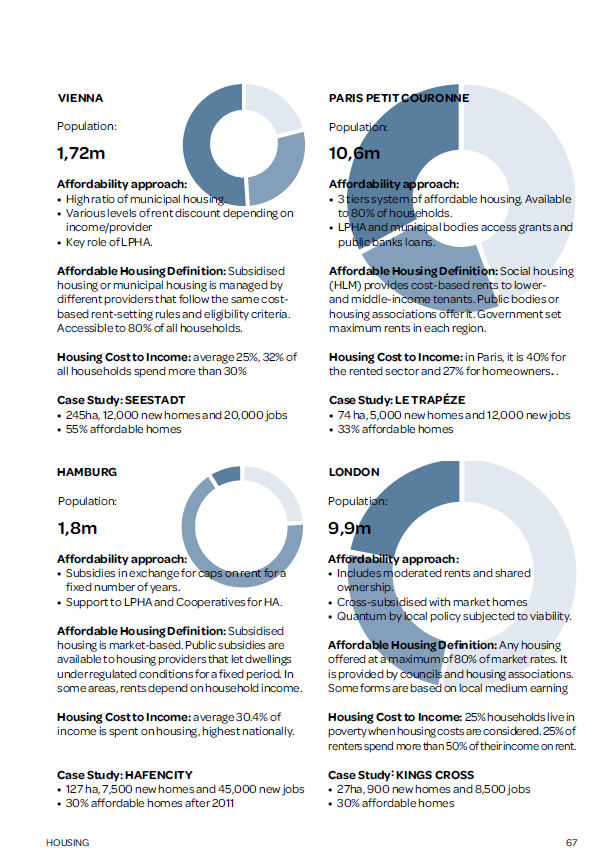 VIENNA
Population:
1,72m
Affordability approach:
• High ratio of municipal housing.
• Various levels of rent discount depending on
income/provider
• Key role of LPHA.
Affordable Housing Definition: Subsidised
housing or municipal housing is managed by
different providers that follow the same cost-
based rent-setting rules and eligibility criteria.
Accessible to 80% of all households.
Housing Cost to Income: average 25%, 32% of
all households spend more than 30%
Case Study: SEESTADT
• 245ha, 12,000 new homes and 20,000 jobs
• 55% affordable homes
PARIS PETIT COURONNE
Population:
10,6m
Affordability approach:
• 3 tiers system of affordable housing. Available
to 80% of households.
• LPHA and municipal bodies access grants and
public banks loans.
Affordable Housing Definition: Social housing
(HLM) provides cost-based rents to lower-
and middle-income tenants. Public bodies or
housing associations offer it. Government set
maximum rents in each region.
Housing Cost to Income: in Paris, it is 40% for
the rented sector and 27% for homeowners. .
Case Study: LE TRAPÉZE
• 74 ha, 5,000 new homes and 12,000 new jobs
• 33% affordable homes
HAMBURG
Population:
1,8m
Affordability approach:
• Subsidies in exchange for caps on rent for a
fixed number of years.
• Support to LPHA and Cooperatives for HA.
Affordable Housing Definition: Subsidised
housing is market-based. Public subsidies are
available to housing providers that let dwellings
under regulated conditions for a fixed period. In
some areas, rents depend on household income.
Housing Cost to Income: average 30.4% of
income is spent on housing, highest nationally.
Case Study: HAFENCITY
• 127 ha, 7,500 new homes and 45,000 new jobs
• 30% affordable homes after 2011
LONDON
Population:
9,9m
Affordability approach:
• Includes moderated rents and shared
ownership.
• Cross-subsidised with market homes
• Quantum by local policy subjected to viability.
Affordable Housing Definition: Any housing
offered at a maximum of 80% of market rates. It
is provided by councils and housing associations.
Some forms are based on local medium earning
Housing Cost to Income: 25% households live in
poverty when housing costs are considered. 25% of
renters spend more than 50% of their income on rent.
Case Study: KINGS CROSS
• 27ha, 900 new homes and 8,500 jobs
• 30% affordable homes
HOUSING
67